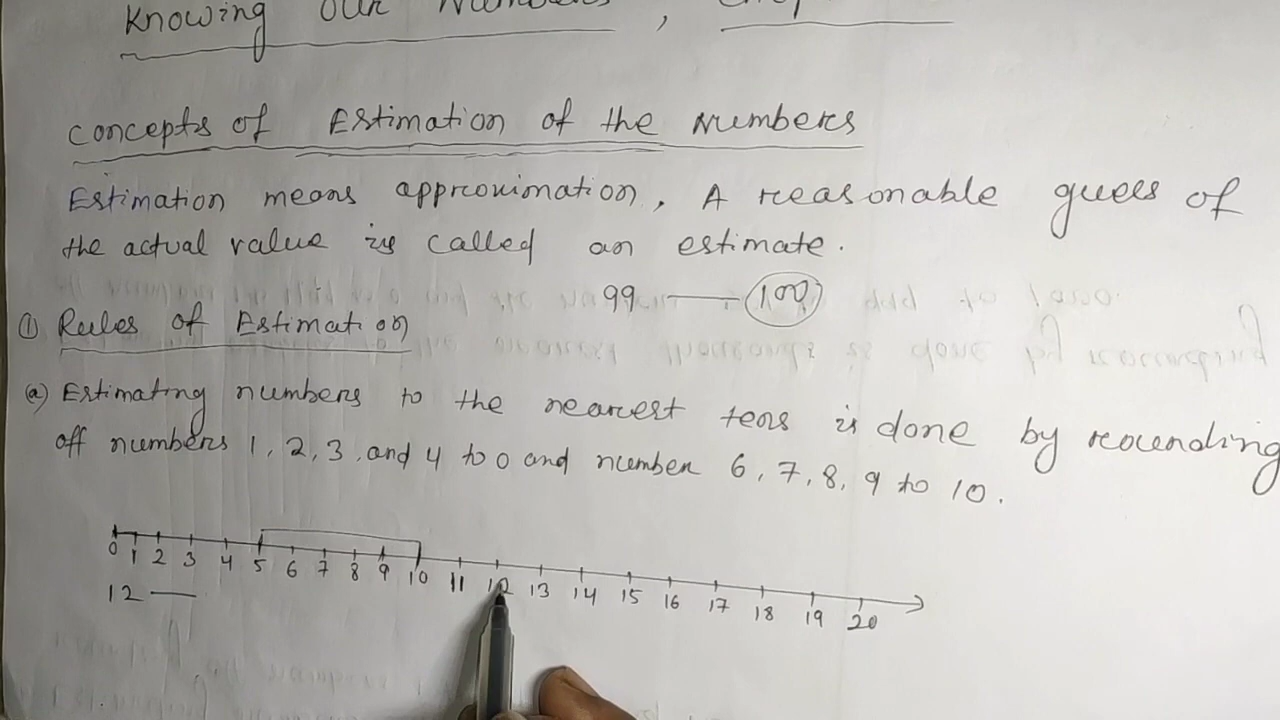 Knowing Our Numbers,
Concepts of Estimation of the Numbers
Estimation means approximation, A reasonable guess of
the actual value is called an estimate.
99 — 100
① Rules of Estimation
(a) Estimating numbers to the nearest tens is done by rounding
off numbers 1, 2, 3, and 4 to 0 and number 6, 7, 8, 9 to 10.
0 1 2 3 4 5 6 7 8 9 10 11 12 13 14 15 16 17 18 19 20
12 —